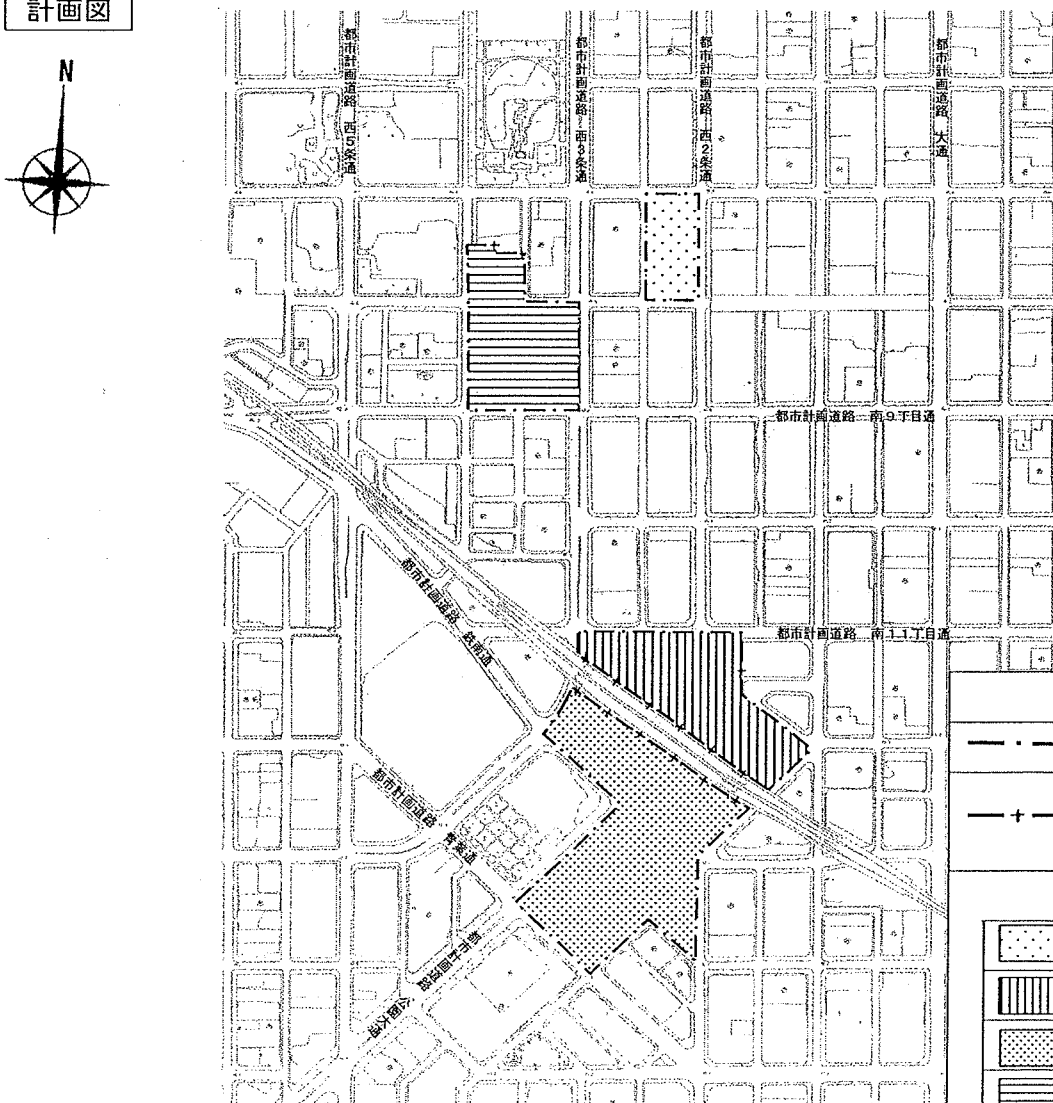 計画図
N
都市計画道路 西5条通
都市計画道路 西3条通
都市計画道路 西2条通
都市計画道路 大通
都市計画道路 南9丁目通
都市計画道路 南11丁目通
都市計画道路 鉄南通
都市計画道路 青葉通
都市計画道路 公園大通